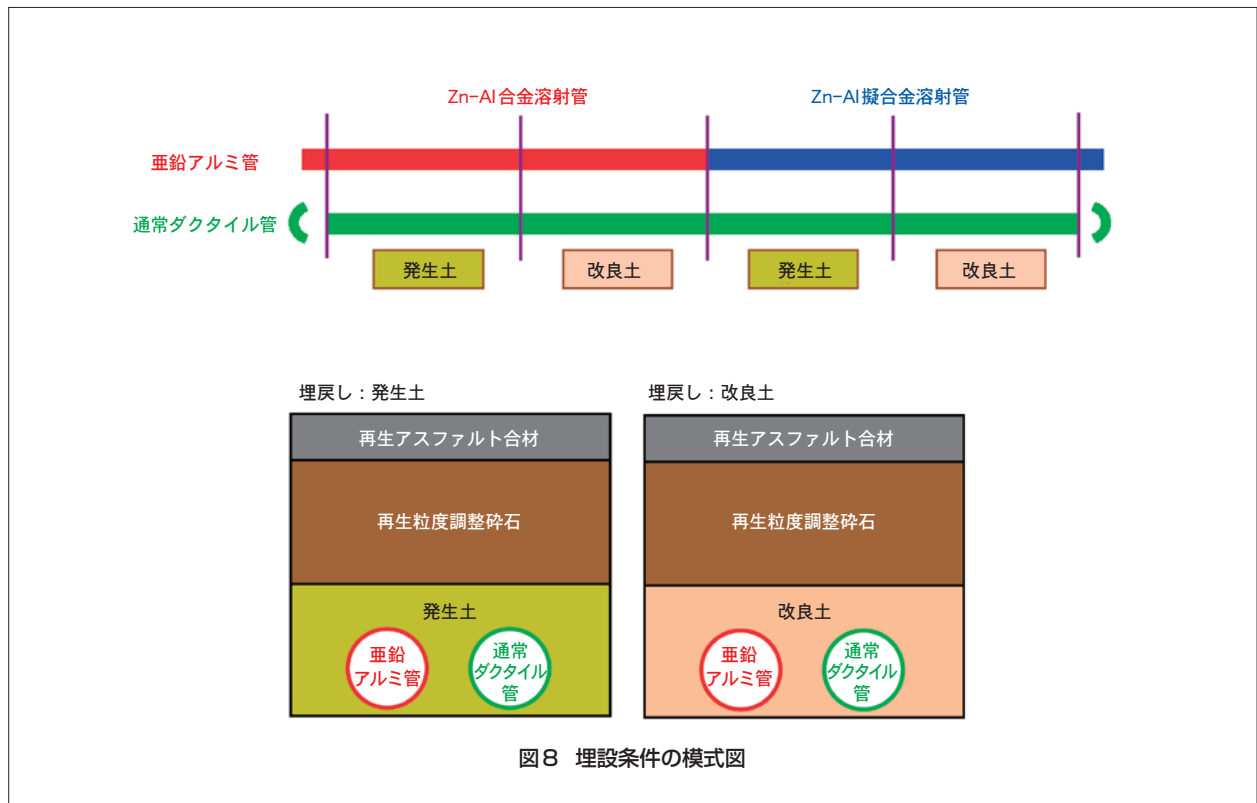 Zn-Al合金溶射管
Zn-Al擬合金溶射管
亜鉛アルミ管
通常ダクタイル管
発生土
改良土
発生土
改良土
埋戻し：発生土
再生アスファルト合材
再生粒度調整砕石
発生土
亜鉛
アルミ管
通常
ダクタイル
管
埋戻し：改良土
再生アスファルト合材
再生粒度調整砕石
改良土
亜鉛
アルミ管
通常
ダクタイル
管
図8 埋設条件の模式図